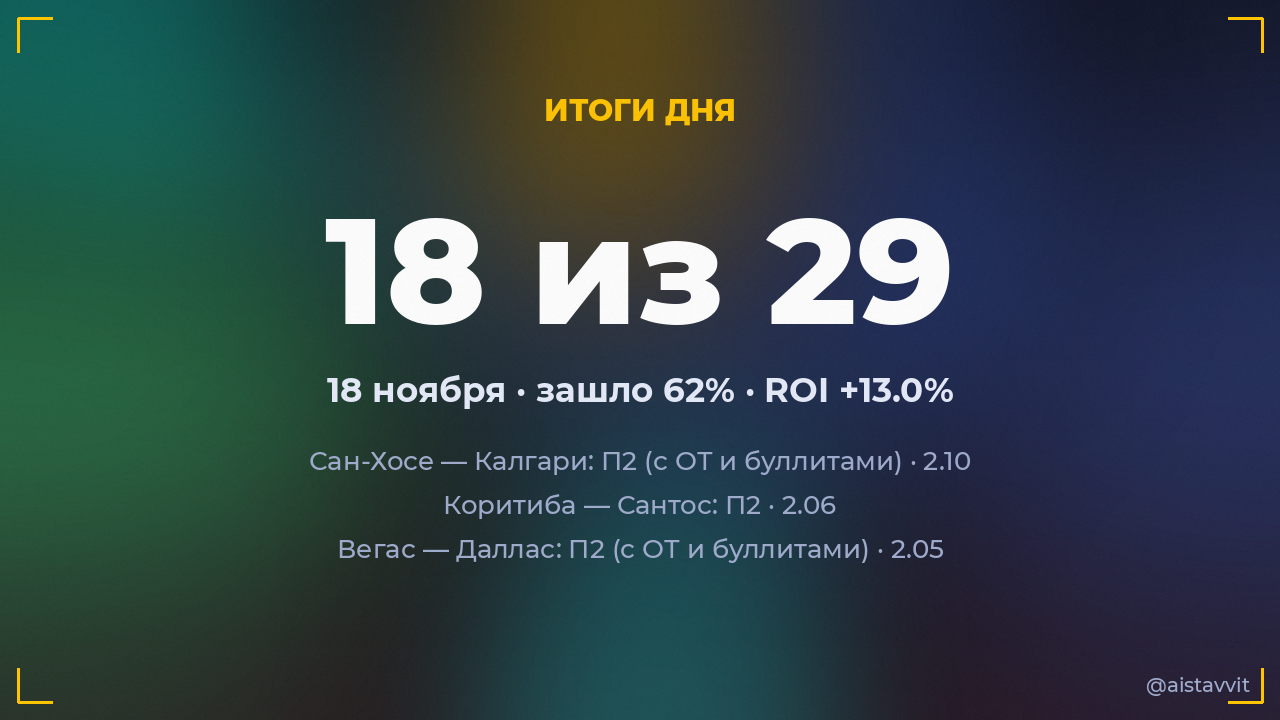 ИТОГИ ДНЯ
18 из 29
18 ноября · зашло 62% · ROI +13.0%
Сан-Хосе — Калгари: П2 (с ОТ и буллитами) · 2.10
Коритиба — Сантос: П2 · 2.06
Вегас — Даллас: П2 (с ОТ и буллитами) · 2.05
@aistavvit